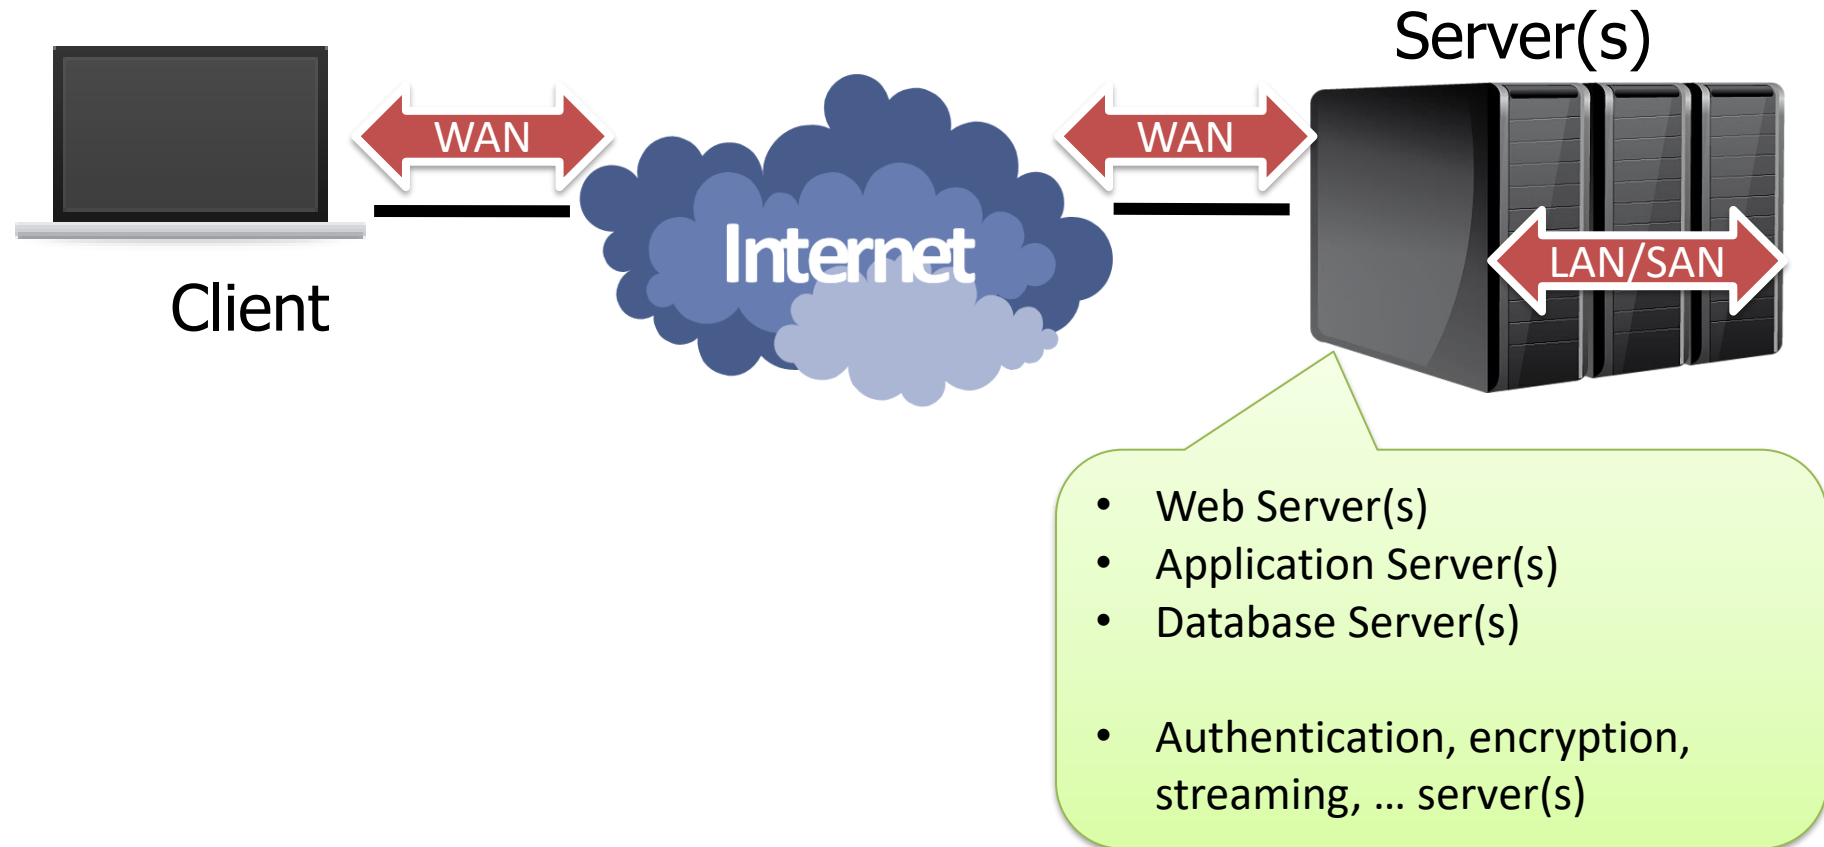 Server(s)
WAN
WAN
Internet
LAN/SAN
Client
• Web Server(s)
• Application Server(s)
• Database Server(s)
• Authentication, encryption,
streaming, ... server(s)